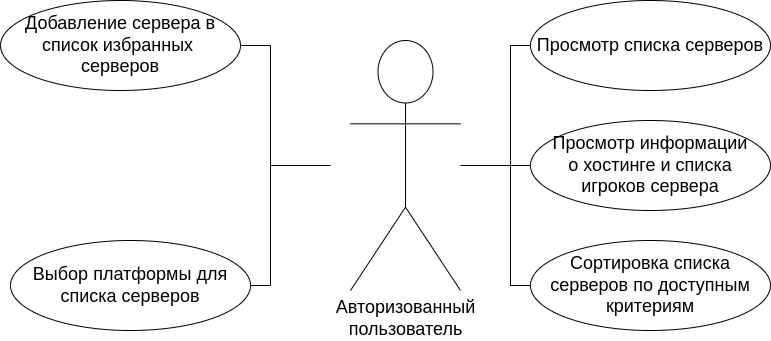 Добавление сервера в
список избранных
серверов
Выбор платформы для
списка серверов
Авторизованный
пользователь
Просмотр списка серверов
Просмотр информации
о хостинге и списка
игроков сервера
Сортировка списка
серверов по доступным
критериям